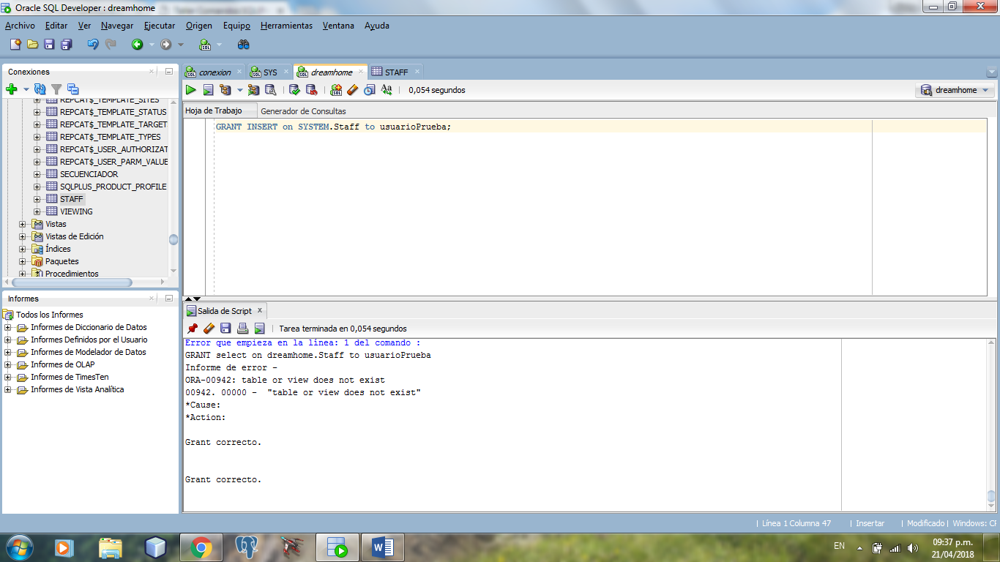 Oracle SQL Developer : dreamhome
Archivo Editar Ver Navegar Ejecutar Origen Equipo Herramientas Ventana Ayuda
Conexiones
REPCAT$_TEMPLATE_SITES
REPCAT$_TEMPLATE_STATUS
REPCAT$_TEMPLATE_TARGET
REPCAT$_TEMPLATE_TYPES
REPCAT$_USER_AUTHORIZAT
REPCAT$_USER_PARM_VALUE
SECUENCIADOR
SQLPLUS_PRODUCT_PROFILE
STAFF
VIEWING
Vistas
Vistas de Edición
Índices
Paquetes
Procedimientos
Informes
Todos los Informes
Informes de Diccionario de Datos
Informes Definidos por el Usuario
Informes de Modelador de Datos
Informes de OLAP
Informes de TimesTen
Informes de Vista Analítica
conexion SYS dreamhome STAFF
0,054 segundos
dreamhome
Hoja de Trabajo Generador de Consultas
GRANT INSERT on SYSTEM.Staff to usuarioPrueba;
Salida de Script
Tarea terminada en 0,054 segundos
Error que empieza en la línea: 1 del comando :
GRANT select on dreamhome.Staff to usuarioPrueba
Informe de error -
ORA-00942: table or view does not exist
00942. 00000 - "table or view does not exist"
*Cause:
*Action:
Grant correcto.
Grant correcto.
Línea 1 Columna 47 | Insertar | Modificado | Windows: CF
EN
09:37 p.m.
21/04/2018